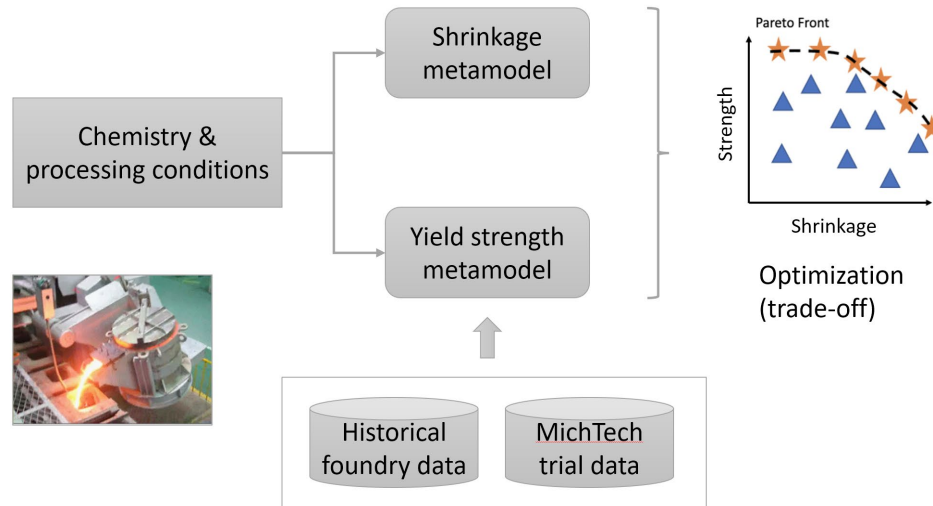 Shrinkage
metamodel
Chemistry &
processing conditions
Yield strength
metamodel
Historical
foundry data
MichTech
trial data
Pareto Front
Strength
Shrinkage
Optimization
(trade-off)